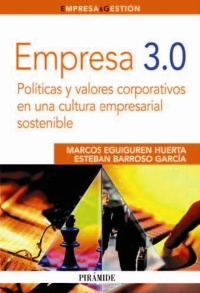 EMPRESA&GESTIÓN
Empresa 3.0
Políticas y valores corporativos
en una cultura empresarial
sostenible
MARCOS EGUIGUREN HUERTA
ESTEBAN BARROSO GARCÍA
PIRÁMIDE